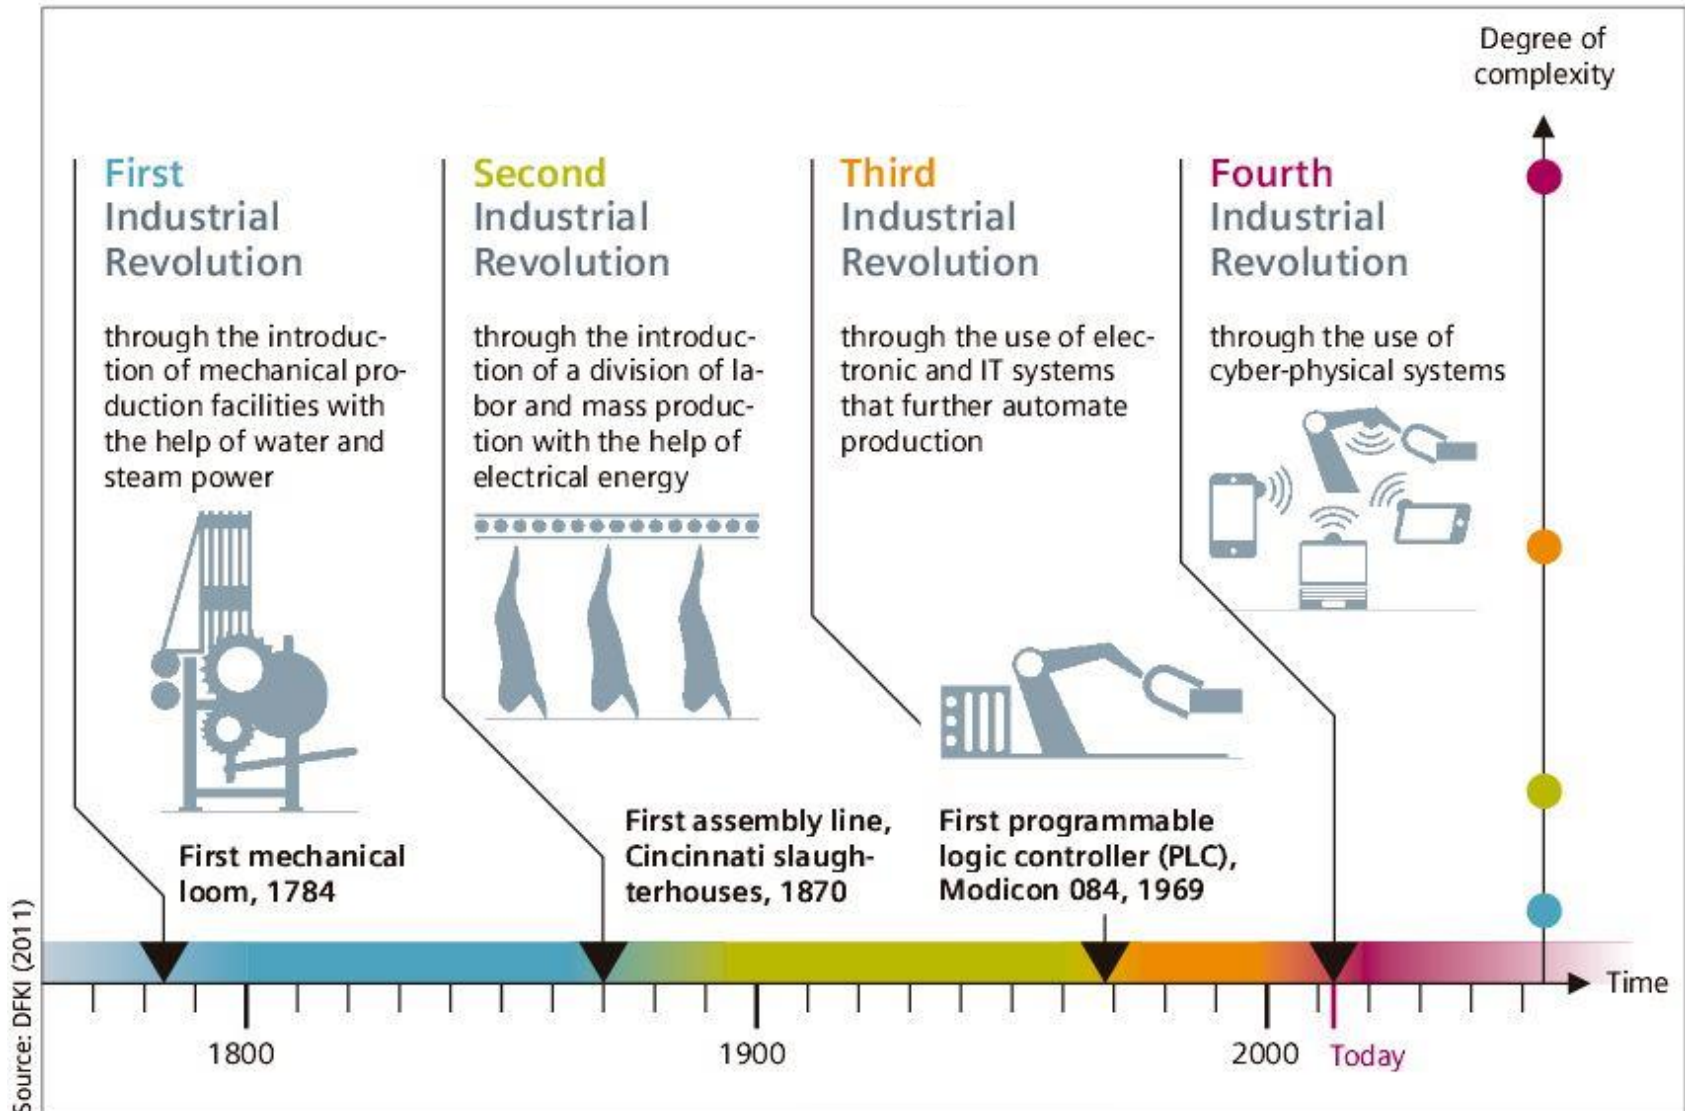 Degree of
complexity
First
Industrial
Revolution
through the introduc-
tion of mechanical pro-
duction facilities with
the help of water and
steam power
First mechanical
loom, 1784
Second
Industrial
Revolution
through the introduc-
tion of a division of la-
bor and mass produc-
tion with the help of
electrical energy
First assembly line,
Cincinnati slaugh-
terhouses, 1870
Third
Industrial
Revolution
through the use of elec-
tronic and IT systems
that further automate
production
First programmable
logic controller (PLC),
Modicon 084, 1969
Fourth
Industrial
Revolution
through the use of
cyber-physical systems
Time
1800
1900
2000
Today
Source: DFKI (2011)